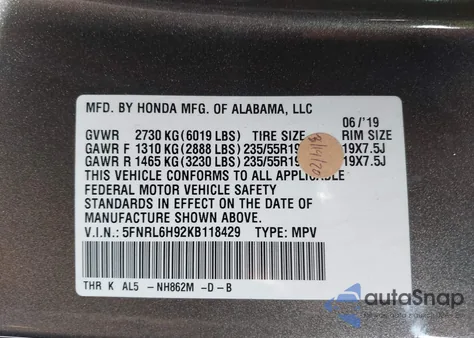 MFD. BY HONDA MFG. OF ALABAMA, LLC
06/'19
GVWR 2730 KG(6019 LBS) TIRE SIZE RIM SIZE
GAWR F 1310 KG(2888 LBS)235/55R19 19X7.5J
GAWR R 1465 KG(3230 LBS)235/55R19 19X7.5J
THIS VEHICLE CONFORMS TO ALL APPLICABLE
FEDERAL MOTOR VEHICLE SAFETY
STANDARDS IN EFFECT ON THE DATE OF
MANUFACTURE SHOWN ABOVE.
V.I.N.: 5FNRL6H92KB118429 TYPE: MPV
THR K AL5 -NH862M -D-B
autoSnap